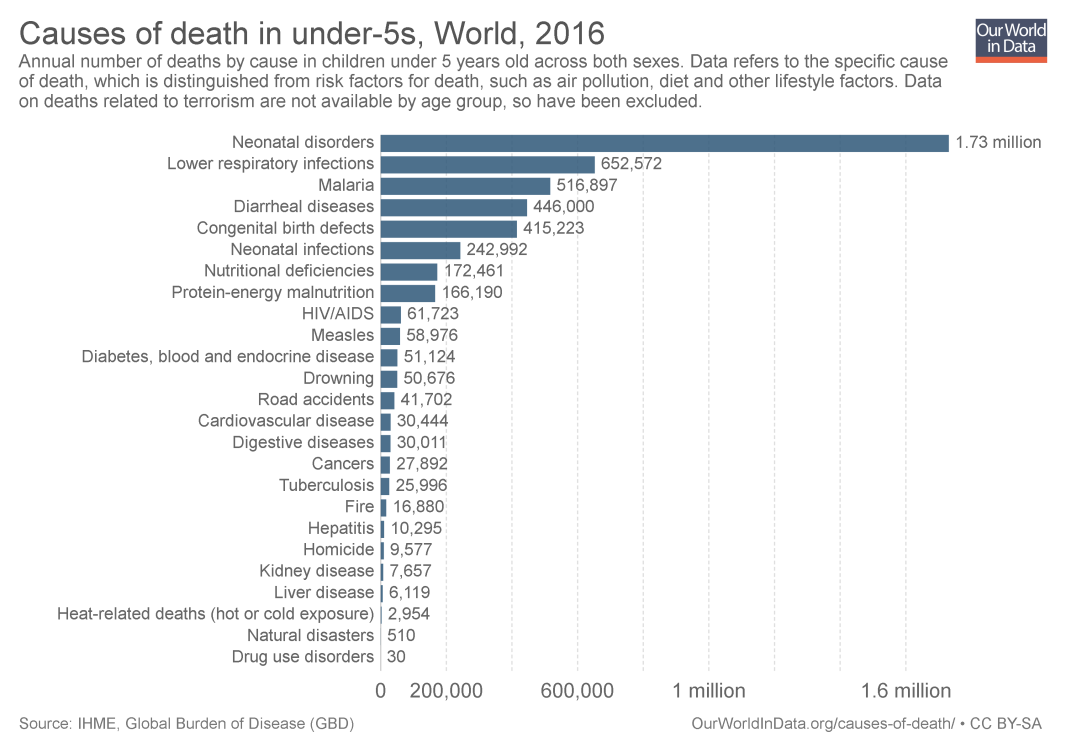 Causes of death in under-5s, World, 2016
Our World
in Data
Annual number of deaths by cause in children under 5 years old across both sexes. Data refers to the specific cause
of death, which is distinguished from risk factors for death, such as air pollution, diet and other lifestyle factors. Data
on deaths related to terrorism are not available by age group, so have been excluded.
Neonatal disorders 1.73 million
Lower respiratory infections 652,572
Malaria 516,897
Diarrheal diseases 446,000
Congenital birth defects 415,223
Neonatal infections 242,992
Nutritional deficiencies 172,461
Protein-energy malnutrition 166,190
HIV/AIDS 61,723
Measles 58,976
Diabetes, blood and endocrine disease 51,124
Drowning 50,676
Road accidents 41,702
Cardiovascular disease 30,444
Digestive diseases 30,011
Cancers 27,892
Tuberculosis 25,996
Fire 16,880
Hepatitis 10,295
Homicide 9,577
Kidney disease 7,657
Liver disease 6,119
Heat-related deaths (hot or cold exposure) 2,954
Natural disasters 510
Drug use disorders 30
0 200,000 600,000 1 million 1.6 million
Source: IHME, Global Burden of Disease (GBD)
OurWorldInData.org/causes-of-death/ • CC BY-SA